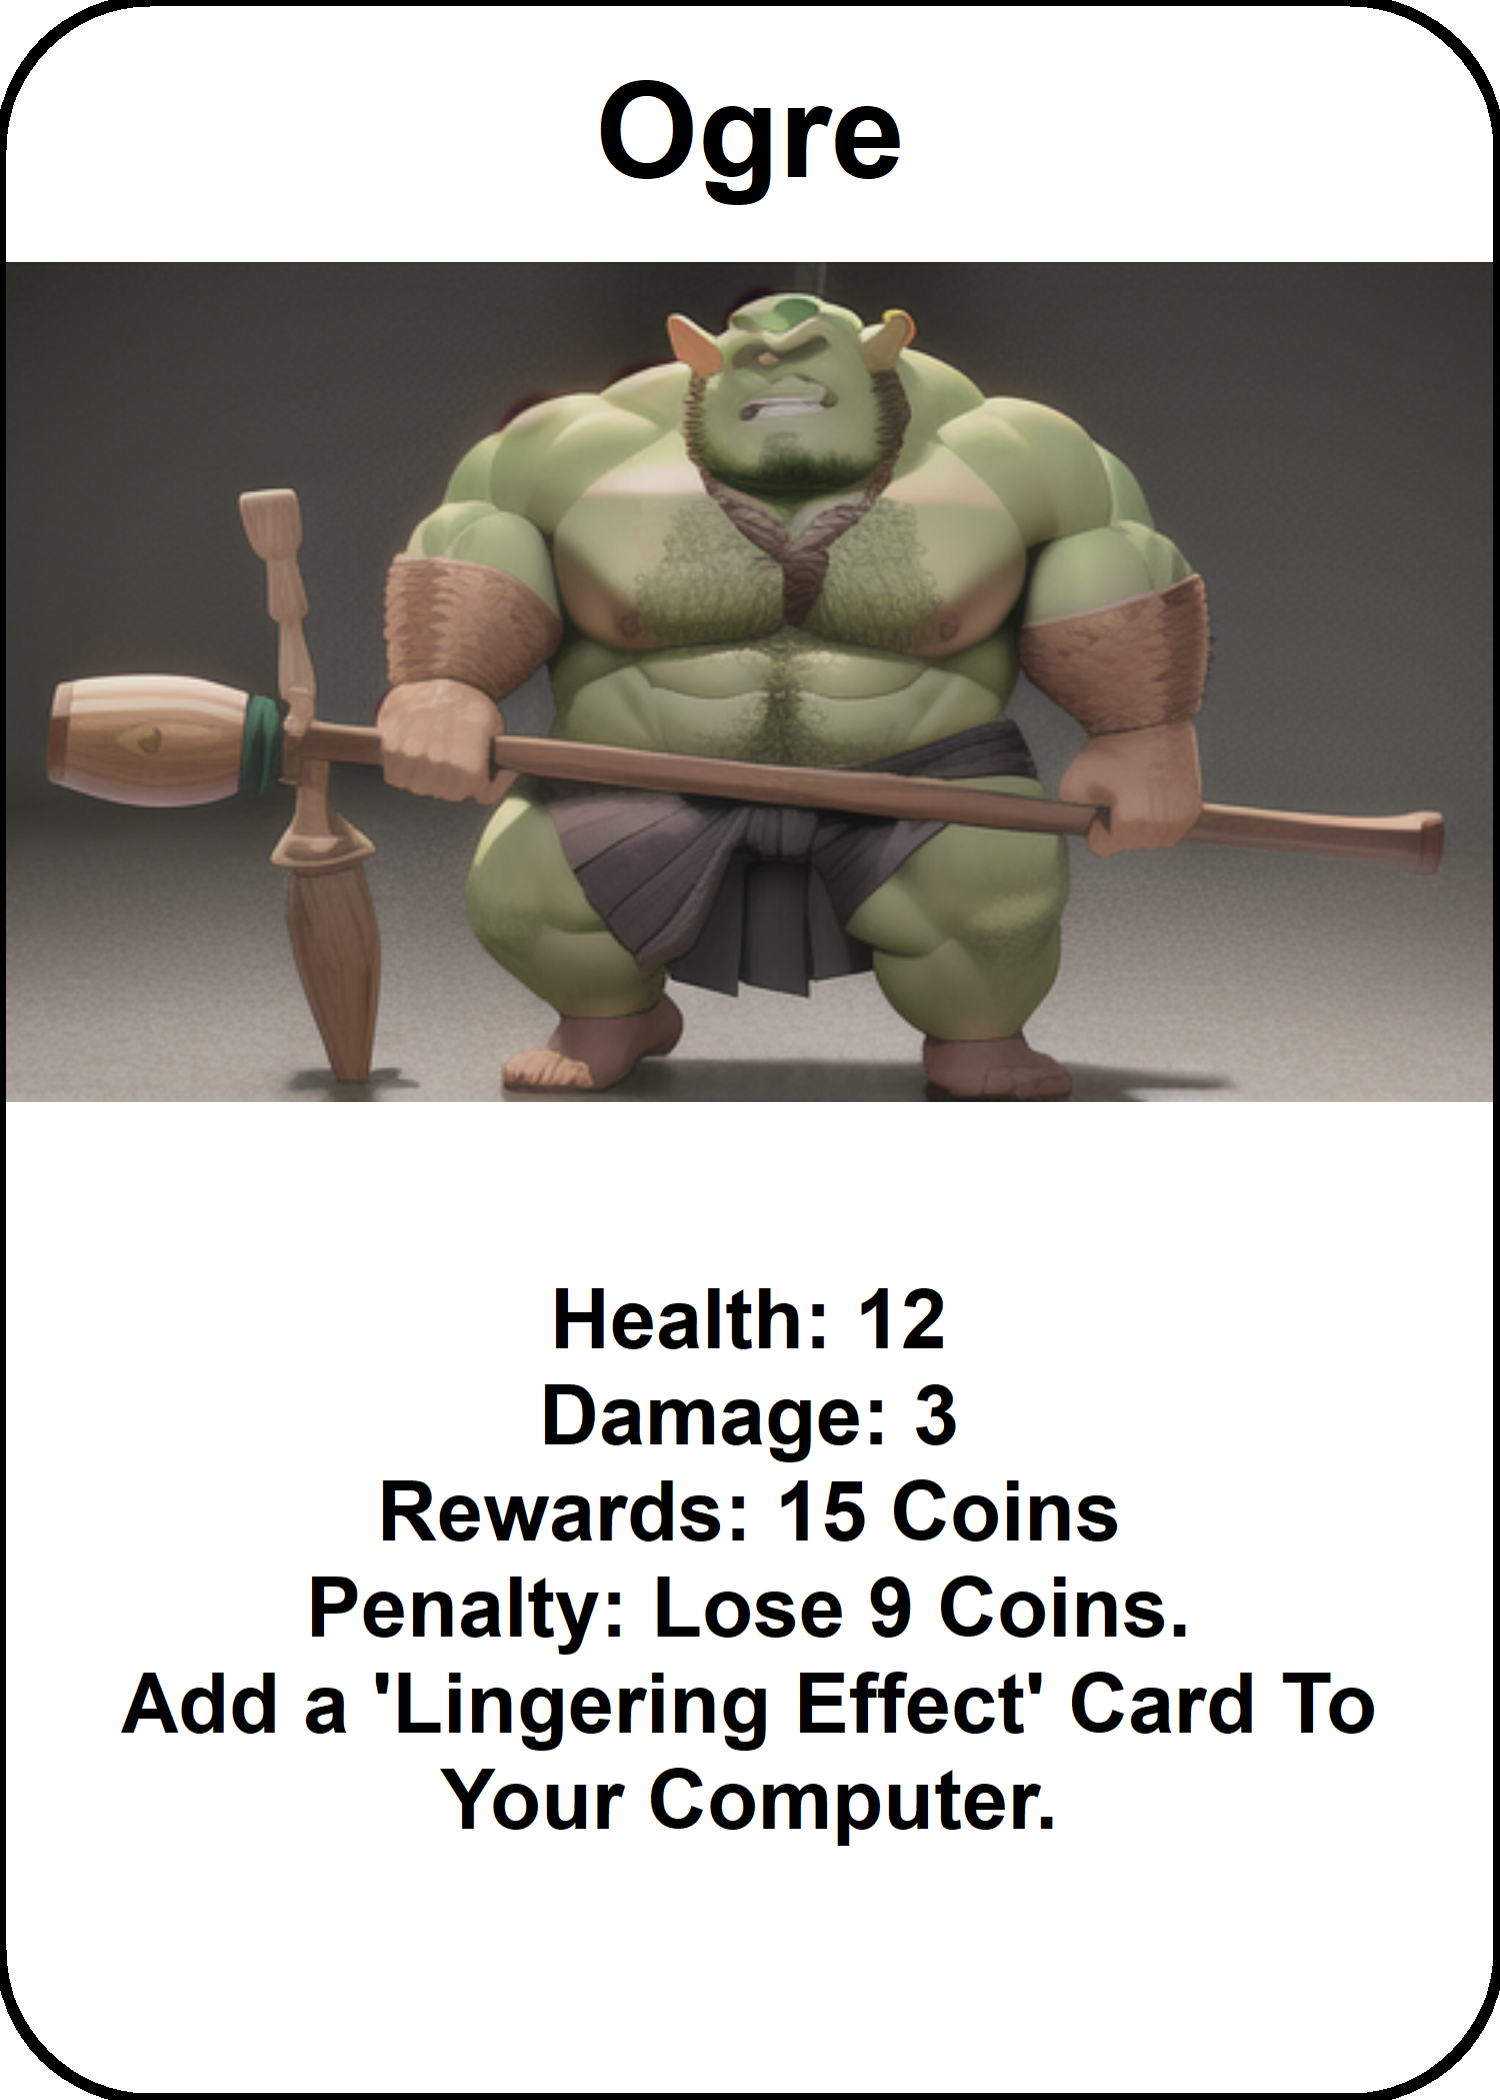 Ogre
Health: 12
Damage: 3
Rewards: 15 Coins
Penalty: Lose 9 Coins.
Add a 'Lingering Effect' Card To
Your Computer.